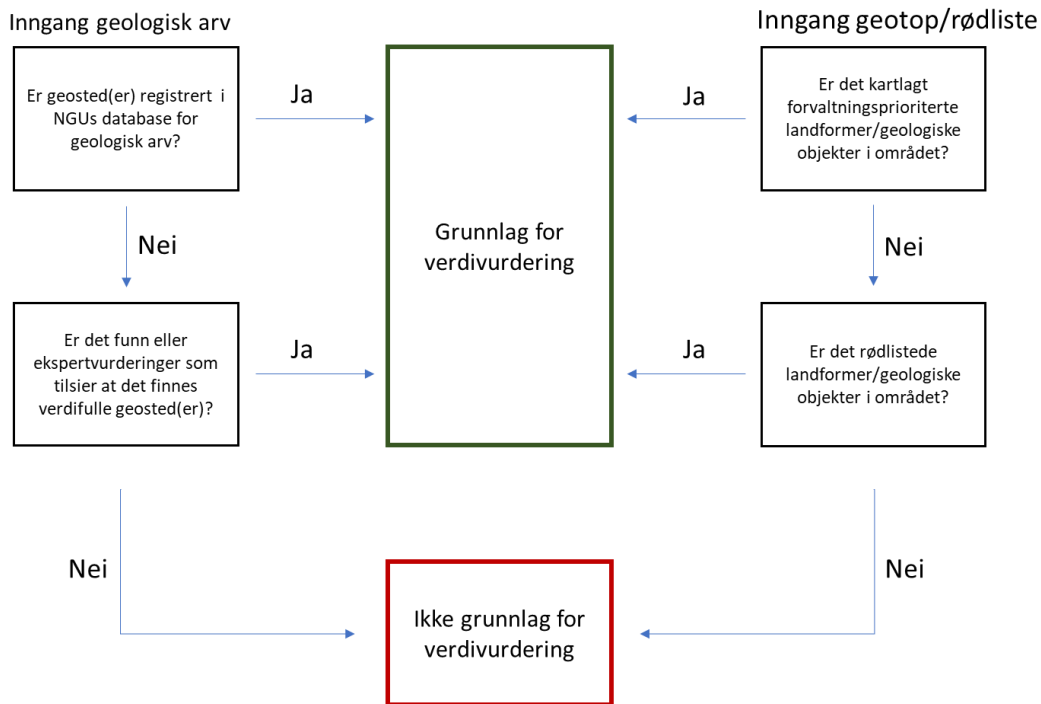 Inngang geologisk arv
Inngang geotop/rødliste
Er geosted(er) registrert i
NGUs database for
geologisk arv?
Ja
Ja
Er det kartlagt
forvaltningsprioriterte
landformer/geologiske
objekter i området?
Grunnlag for
verdivurdering
Nei
Nei
Er det funn eller
ekspertvurderinger som
tilsier at det finnes
verdifulle geosted(er)?
Ja
Ja
Er det rødlistede
landformer/geologiske
objekter i området?
Nei
Nei
Ikke grunnlag for
verdivurdering